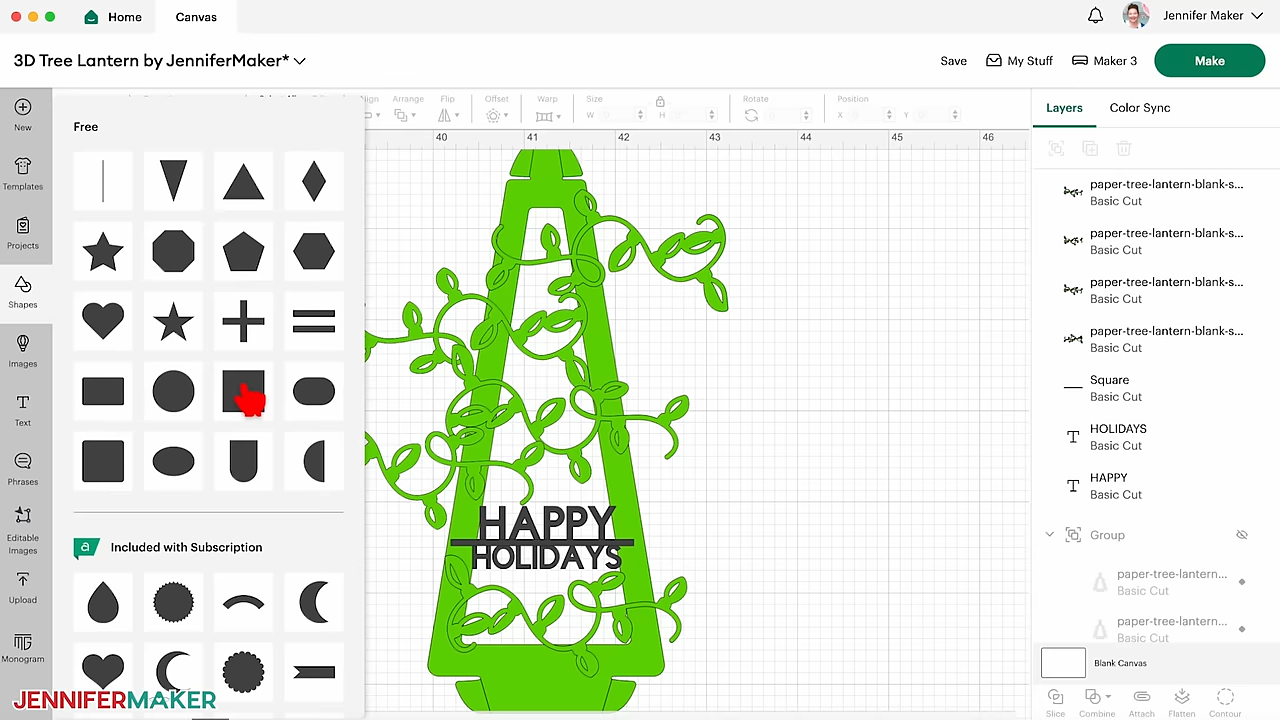 Home
Canvas
Jennifer Maker
3D Tree Lantern by JenniferMaker*
Save
My Stuff
Maker 3
Make
Arrange
Flip
Offset
Warp
Size
W
H
Rotate
Position
X
Y
Layers
Color Sync
New
Templates
Projects
Shapes
Images
Text
Phrases
Editable
Images
Upload
Monogram
Free
Included with Subscription
a
40
41
42
43
44
45
46
HAPPY
HOLIDAYS
paper-tree-lantern-blank-s...
Basic Cut
paper-tree-lantern-blank-s...
Basic Cut
paper-tree-lantern-blank-s...
Basic Cut
paper-tree-lantern-blank-s...
Basic Cut
Square
Basic Cut
HOLIDAYS
Basic Cut
HAPPY
Basic Cut
Group
paper-tree-lantern...
Basic Cut
paper-tree-lantern...
Basic Cut
Blank Canvas
Slice
Combine
Attach
Flatten
Contour
JENNIFERMAKER